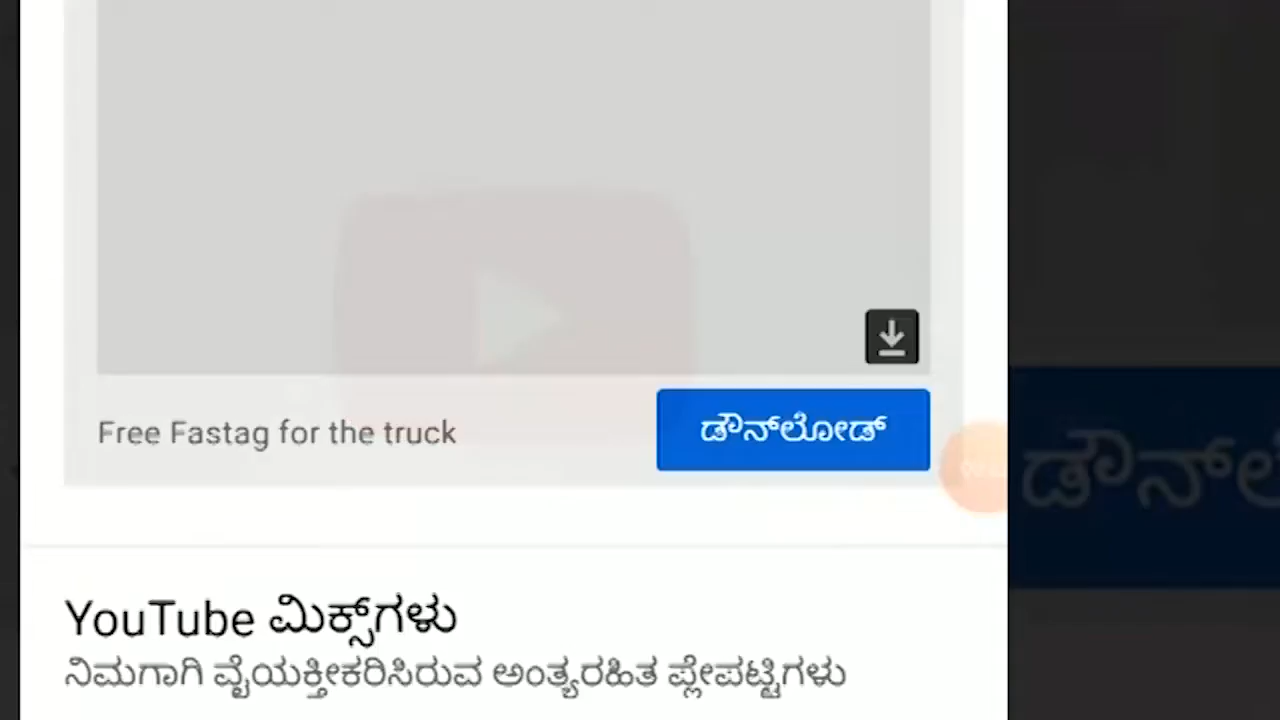 Free Fastag for the truck
ಡೌನ್‌ಲೋಡ್
YouTube ಮಿಕ್ಸ್‌ಗಳು
ನಿಮಗಾಗಿ ವೈಯಕ್ತೀಕರಿಸಿರುವ ಅಂತ್ಯರಹಿತ ಪ್ಲೇಪಟ್ಟಿಗಳು